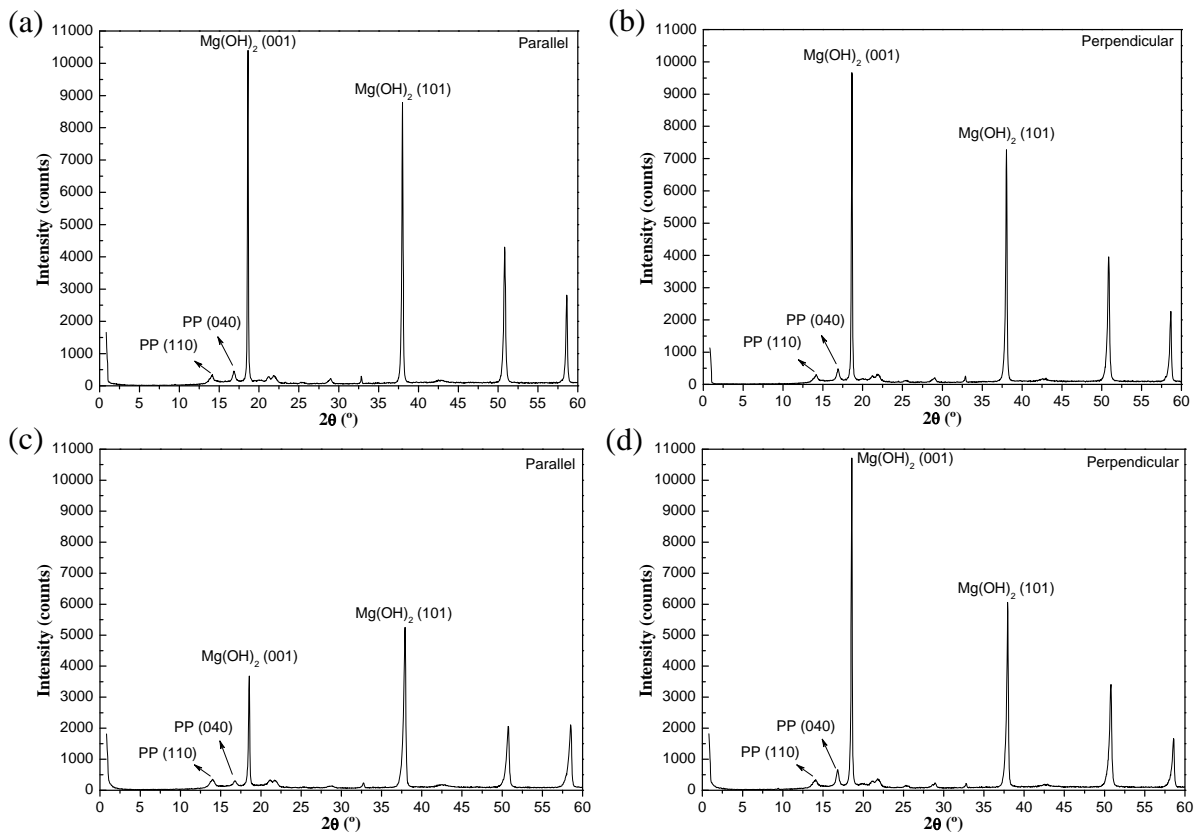 (a)
Parallel
Mg(OH)₂ (001)
Mg(OH)₂ (101)
PP (040)
PP (110)
Intensity (counts)
11000
10000
9000
8000
7000
6000
5000
4000
3000
2000
1000
0
0 5 10 15 20 25 30 35 40 45 50 55 60
2θ (º)
(b)
Perpendicular
Mg(OH)₂ (001)
Mg(OH)₂ (101)
PP (040)
PP (110)
Intensity (counts)
11000
10000
9000
8000
7000
6000
5000
4000
3000
2000
1000
0
0 5 10 15 20 25 30 35 40 45 50 55 60
2θ (º)
(c)
Parallel
Mg(OH)₂ (101)
Mg(OH)₂ (001)
PP (040)
PP (110)
Intensity (counts)
11000
10000
9000
8000
7000
6000
5000
4000
3000
2000
1000
0
0 5 10 15 20 25 30 35 40 45 50 55 60
2θ (º)
(d)
Perpendicular
Mg(OH)₂ (001)
Mg(OH)₂ (101)
PP (040)
PP (110)
Intensity (counts)
11000
10000
9000
8000
7000
6000
5000
4000
3000
2000
1000
0
0 5 10 15 20 25 30 35 40 45 50 55 60
2θ (º)